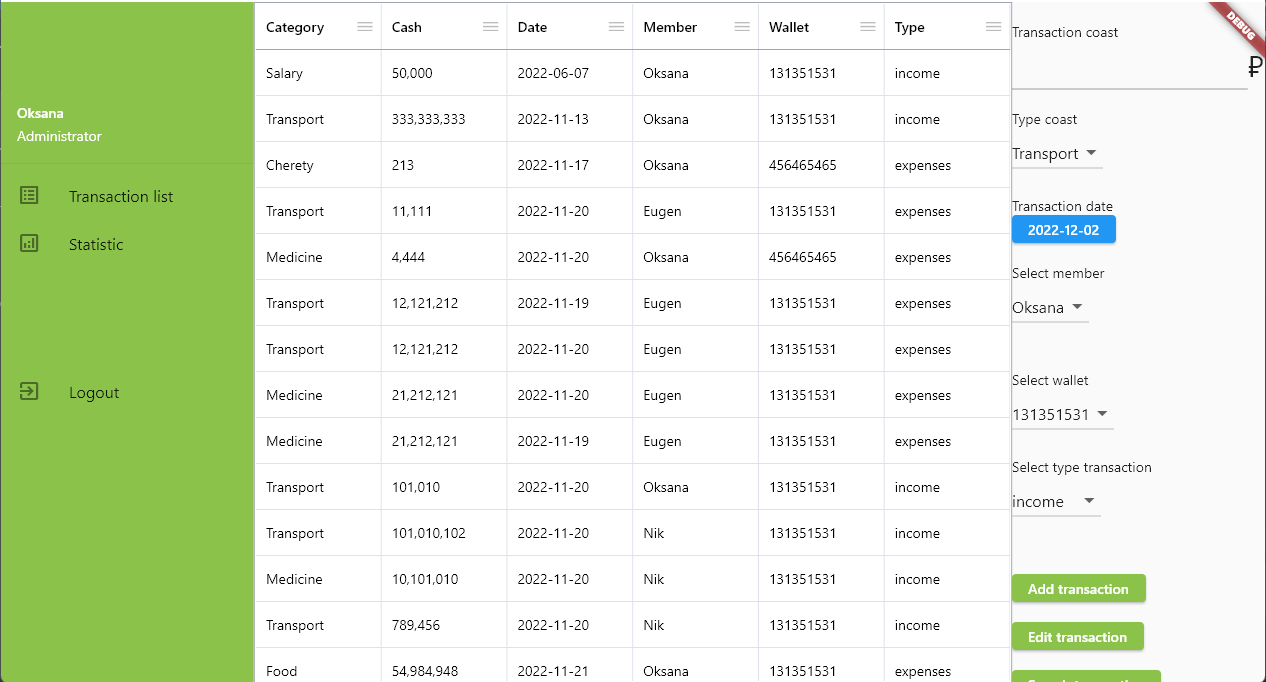 Oksana
Administrator
Transaction list
Statistic
Logout
Category Cash Date Member Wallet Type
Salary 50,000 2022-06-07 Oksana 131351531 income
Transport 333,333,333 2022-11-13 Oksana 131351531 income
Cherety 213 2022-11-17 Oksana 456465465 expenses
Transport 11,111 2022-11-20 Eugen 131351531 expenses
Medicine 4,444 2022-11-20 Oksana 456465465 expenses
Transport 12,121,212 2022-11-19 Eugen 131351531 expenses
Transport 12,121,212 2022-11-20 Eugen 131351531 expenses
Medicine 21,212,121 2022-11-20 Eugen 131351531 expenses
Medicine 21,212,121 2022-11-19 Eugen 131351531 expenses
Transport 101,010 2022-11-20 Oksana 131351531 income
Transport 101,010,102 2022-11-20 Nik 131351531 income
Medicine 10,101,010 2022-11-20 Nik 131351531 income
Transport 789,456 2022-11-20 Nik 131351531 income
Food 54,984,948 2022-11-21 Oksana 131351531 expenses
DEBUG
Transaction coast
₽
Type coast
Transport
Transaction date
2022-12-02
Select member
Oksana
Select wallet
131351531
Select type transaction
income
Add transaction
Edit transaction